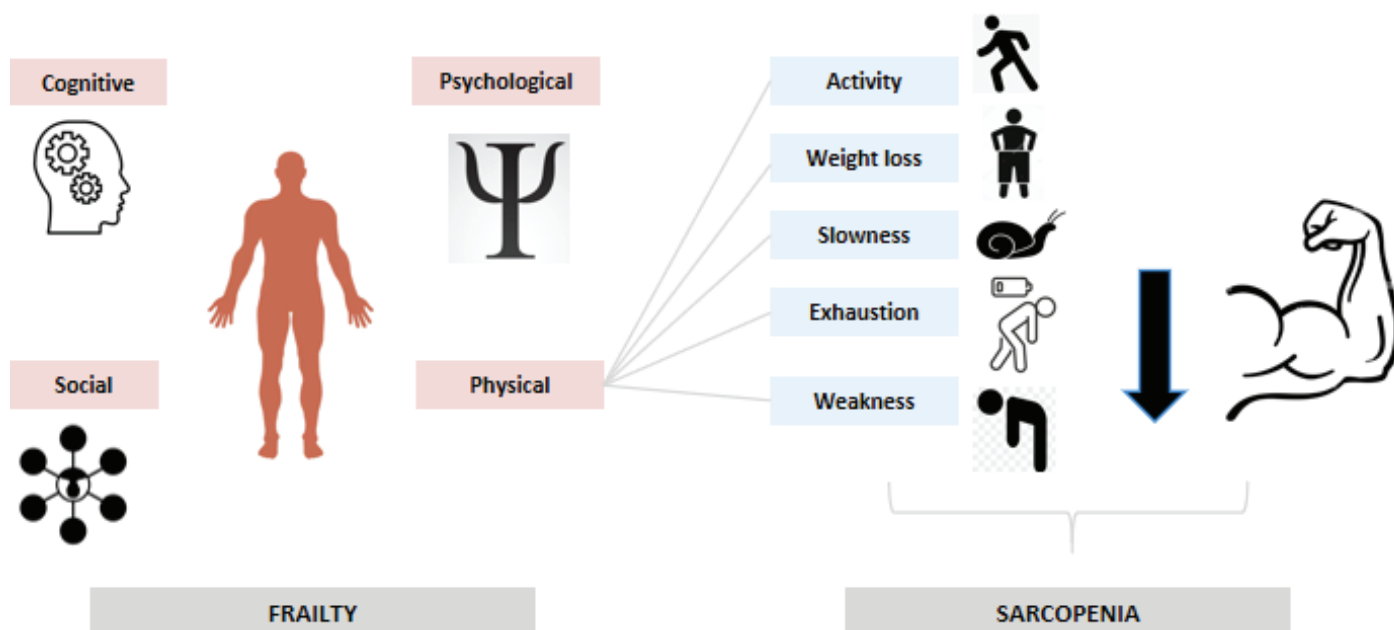 Cognitive
Psychological
Social
Physical
Activity
Weight loss
Slowness
Exhaustion
Weakness
FRAILTY
SARCOPENIA